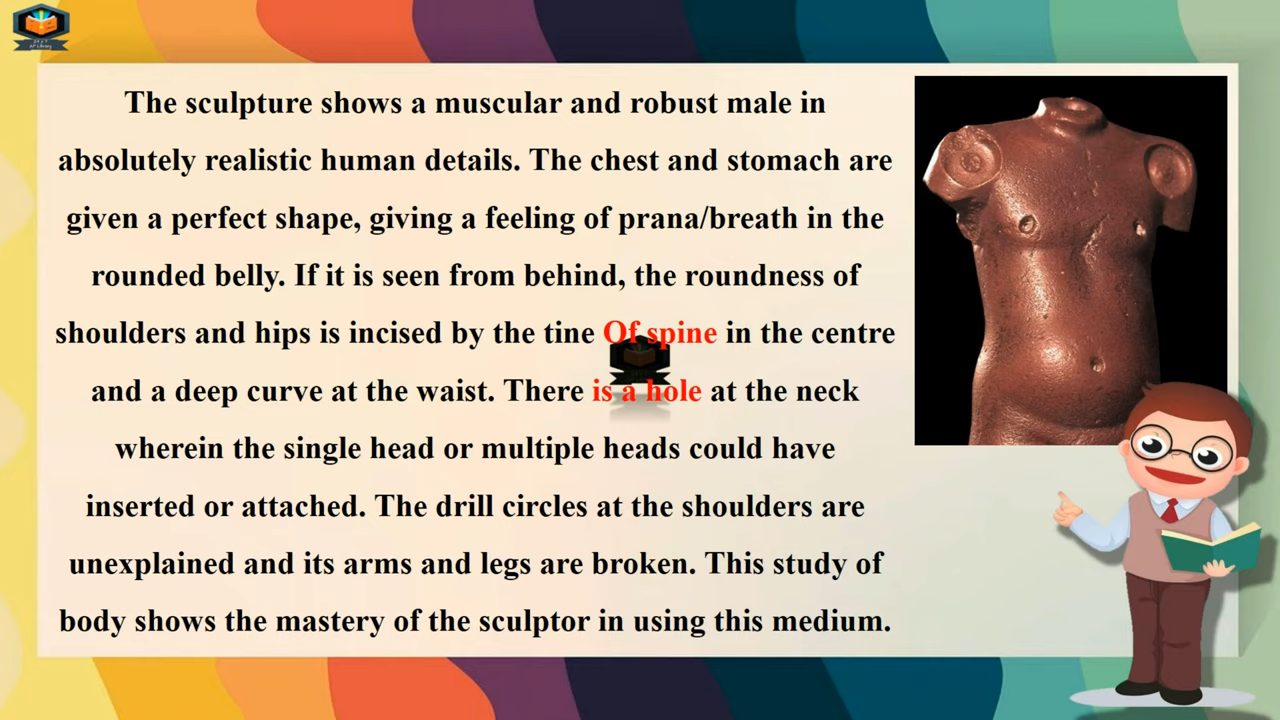 The sculpture shows a muscular and robust male in
absolutely realistic human details. The chest and stomach are
given a perfect shape, giving a feeling of prana/breath in the
rounded belly. If it is seen from behind, the roundness of
shoulders and hips is incised by the tine Of spine in the centre
and a deep curve at the waist. There is a hole at the neck
wherein the single head or multiple heads could have
inserted or attached. The drill circles at the shoulders are
unexplained and its arms and legs are broken. This study of
body shows the mastery of the sculptor in using this medium.